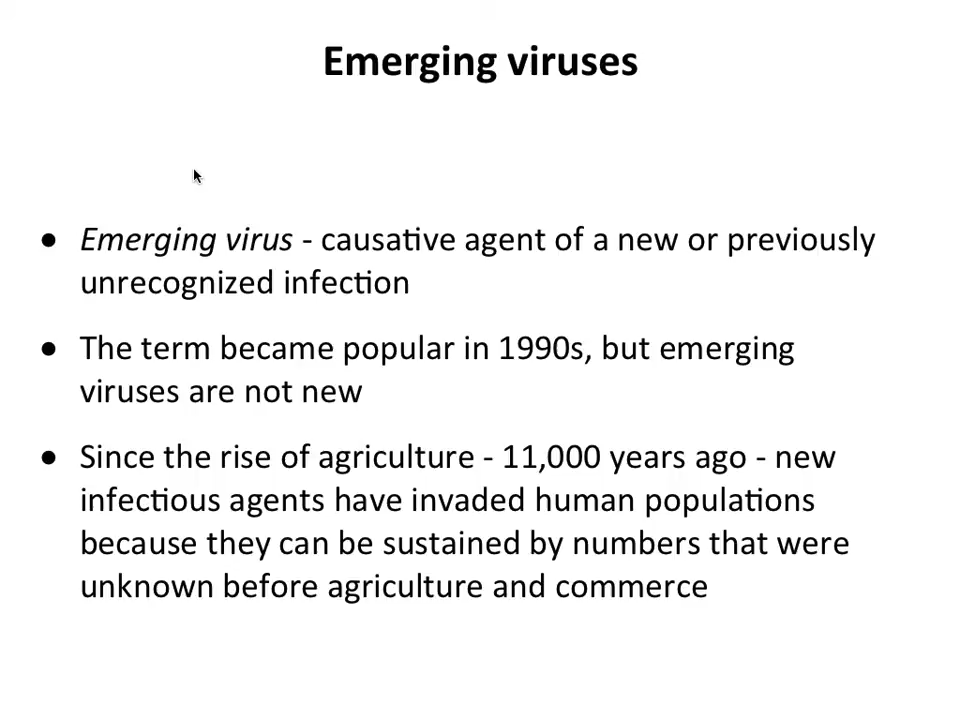 Emerging viruses
● Emerging virus - causative agent of a new or previously
unrecognized infection
● The term became popular in 1990s, but emerging
viruses are not new
● Since the rise of agriculture - 11,000 years ago - new
infectious agents have invaded human populations
because they can be sustained by numbers that were
unknown before agriculture and commerce